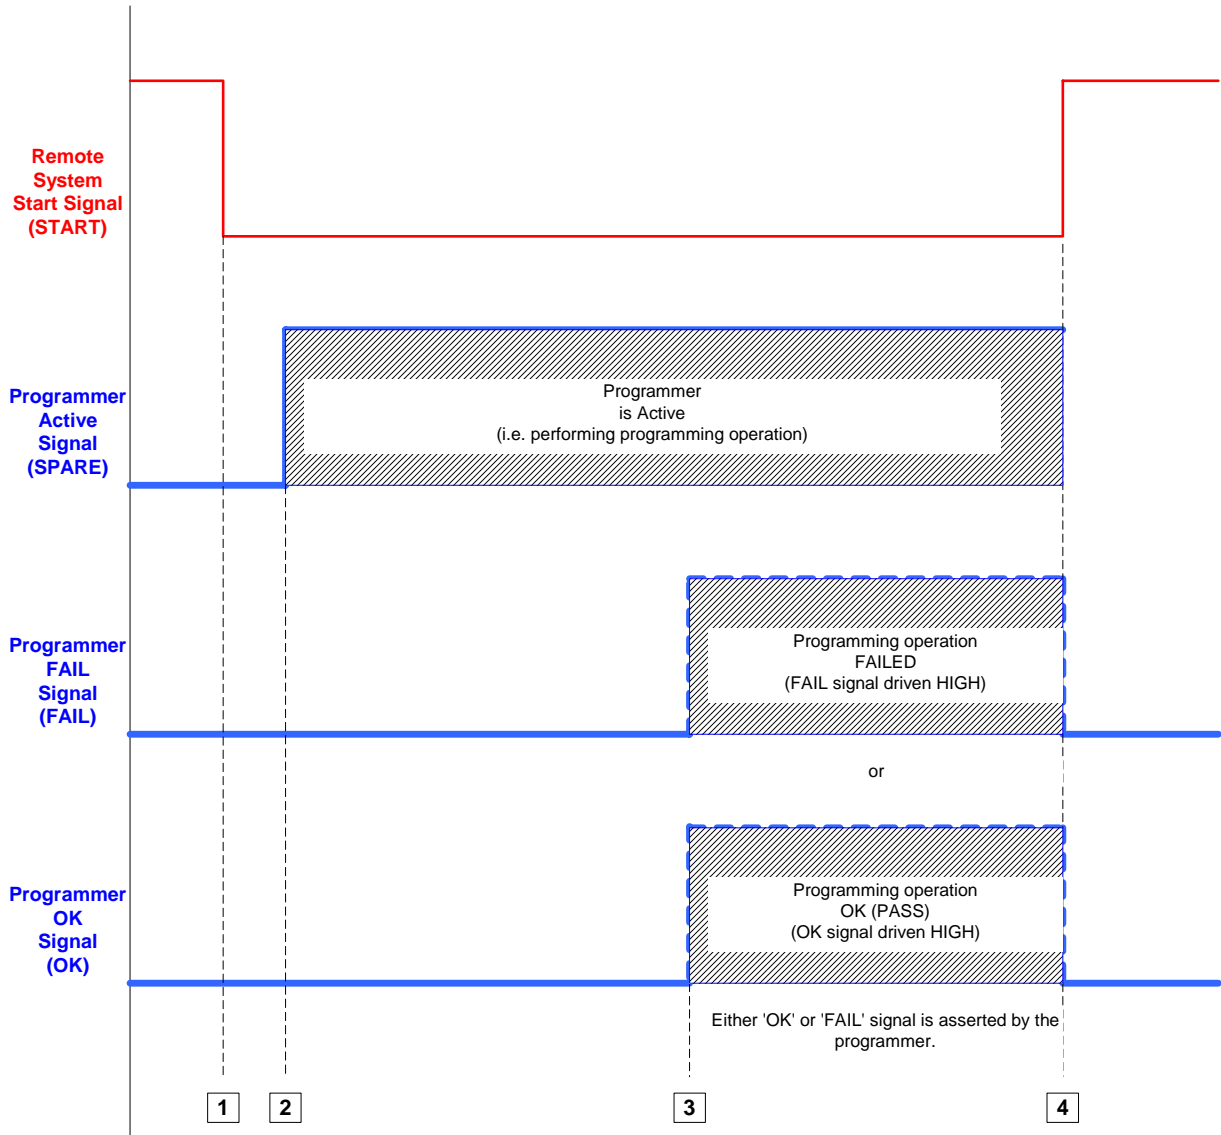 Remote
System
Start Signal
(START)
Programmer
Active
Signal
(SPARE)
Programmer
is Active
(i.e. performing programming operation)
Programmer
FAIL
Signal
(FAIL)
Programming operation
FAILED
(FAIL signal driven HIGH)
or
Programmer
OK
Signal
(OK)
Programming operation
OK (PASS)
(OK signal driven HIGH)
Either 'OK' or 'FAIL' signal is asserted by the
programmer.
1 2 3 4